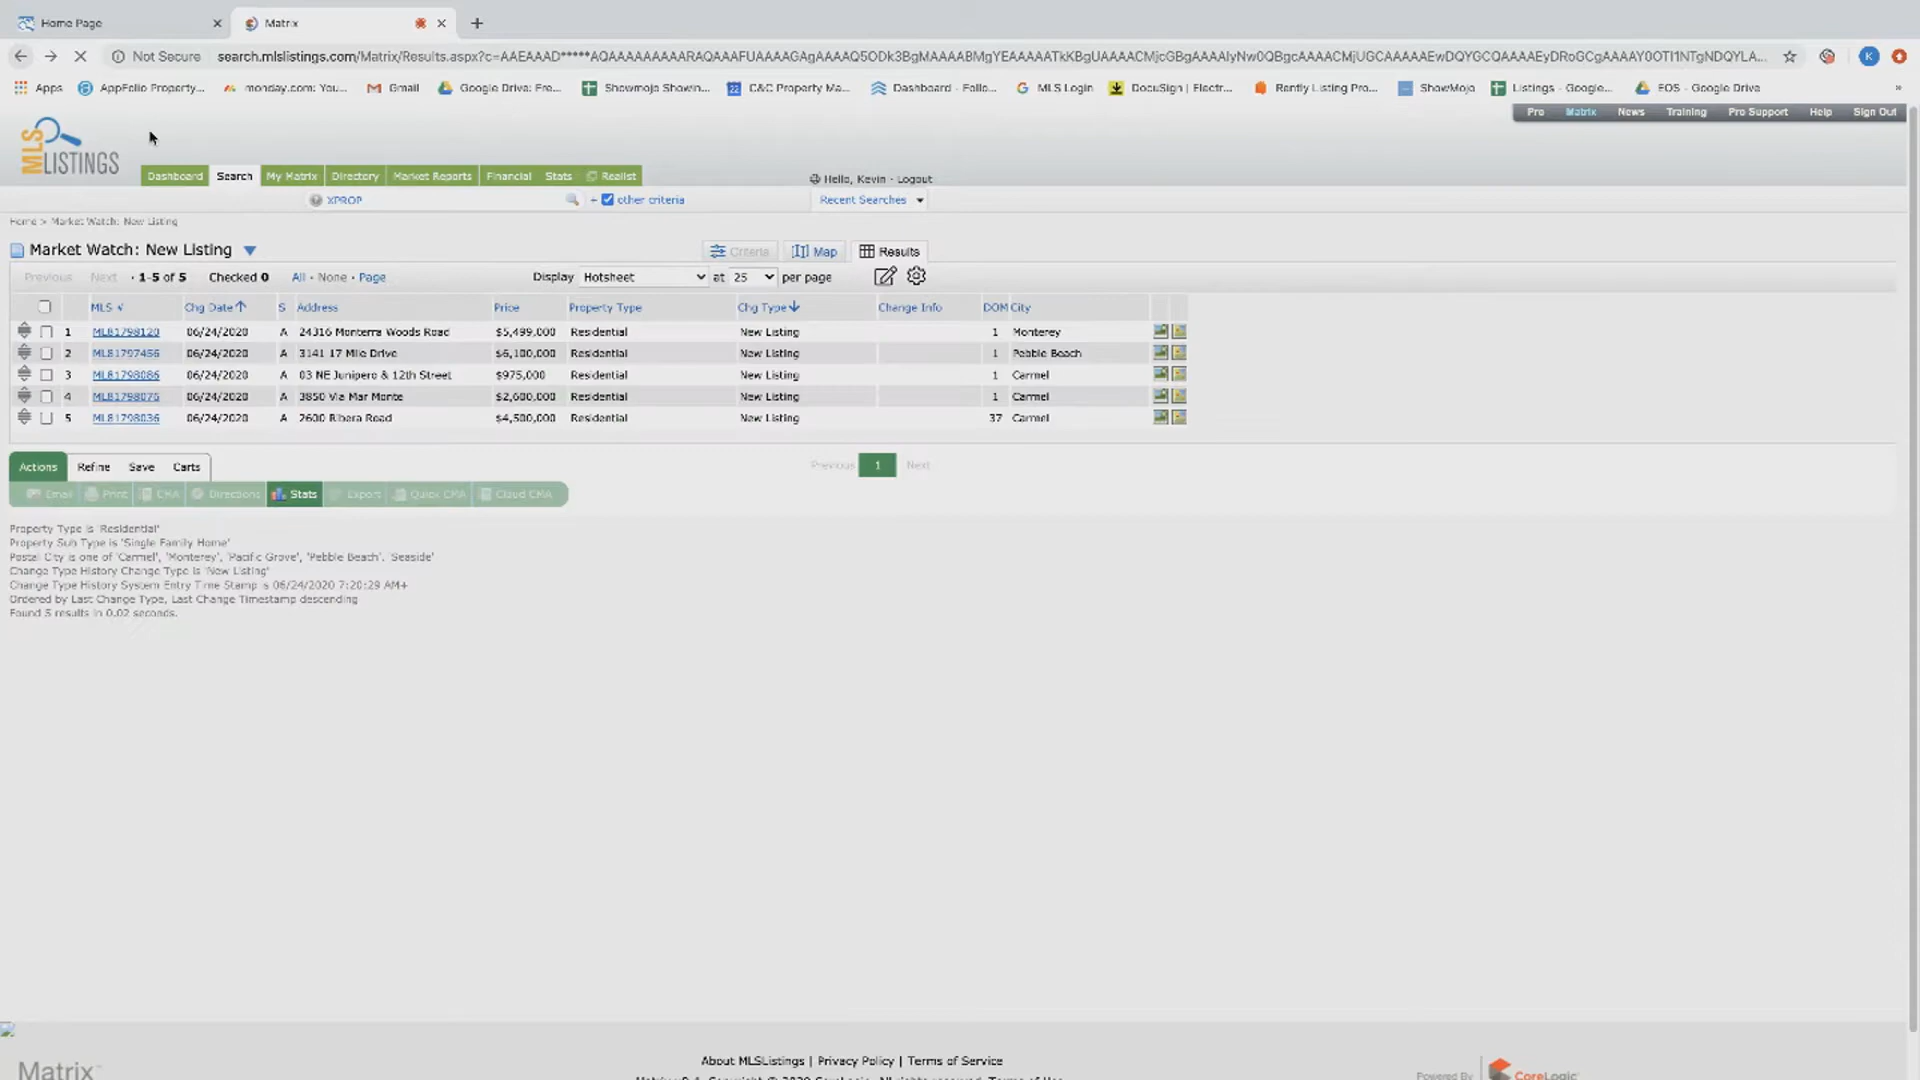 Home Page
Matrix
Not Secure
Apps AppFolio Property... monday.com: You... Gmail Google Drive: Fre... Showmojo Showin... C&C Property Ma... Dashboard - Follo... MLS Login DocuSign | Electr... Rently Listing Pro... ShowMojo Listings - Google... EOS - Google Drive »
Pro Matrix News Training Pro Support Help Sign Out
MLS LISTINGS
Dashboard Search My Matrix Directory Market Reports Financial Stats Realist Hello, Kevin - Logout
XPROP + other criteria Recent Searches
Home > Market Watch: New Listing
Market Watch: New Listing Criteria Map Results
Previous Next · 1-5 of 5 Checked 0 All · None · Page Display Hotsheet at 25 per page
MLS Chg Date S Address Price Property Type Chg Type Change Info DOM City
1 ML81798120 06/24/2020 A 24316 Monterra Woods Road $5,499,000 Residential New Listing 1 Monterey
2 ML81797456 06/24/2020 A 3141 17 Mile Drive $6,100,000 Residential New Listing 1 Pebble Beach
3 ML81798086 06/24/2020 A 03 NE Junipero & 12th Street $975,000 Residential New Listing 1 Carmel
4 ML81798076 06/24/2020 A 3850 Via Mar Monte $2,600,000 Residential New Listing 1 Carmel
5 ML81798036 06/24/2020 A 2600 Ribera Road $4,500,000 Residential New Listing 37 Carmel
Actions Refine Save Carts Previous 1 Next
Email Print CMA Directions Stats Export Quick CMA Cloud CMA
Property Type is 'Residential'
Property Sub Type is 'Single Family Home'
Postal City is one of 'Carmel', 'Monterey', 'Pacific Grove', 'Pebble Beach', 'Seaside'
Change Type History Change Type is 'New Listing'
Change Type History System Entry Time Stamp is 06/24/2020 7:20:29 AM+
Ordered by Last Change Type, Last Change Timestamp descending
Found 5 results in 0.02 seconds.
About MLSListings | Privacy Policy | Terms of Service
Matrix™ Powered By CoreLogic